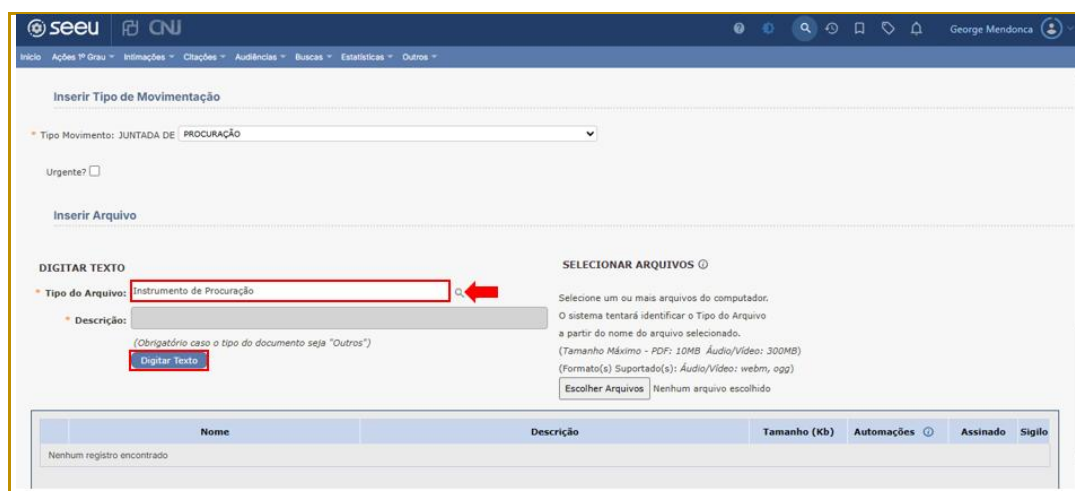 seeu CNJ George Mendonca
Início Ações 1º Grau Intimações Citações Audiências Buscas Estatísticas Outros
Inserir Tipo de Movimentação
* Tipo Movimento: JUNTADA DE PROCURAÇÃO
Urgente?
Inserir Arquivo
DIGITAR TEXTO
* Tipo do Arquivo: Instrumento de Procuração
* Descrição:
(Obrigatório caso o tipo do documento seja "Outros")
Digitar Texto
SELECIONAR ARQUIVOS
Selecione um ou mais arquivos do computador.
O sistema tentará identificar o Tipo do Arquivo
a partir do nome do arquivo selecionado.
(Tamanho Máximo - PDF: 10MB Áudio/Vídeo: 300MB)
(Formato(s) Suportado(s): Áudio/Vídeo: webm, ogg)
Escolher Arquivos Nenhum arquivo escolhido
Nome Descrição Tamanho (Kb) Automações Assinado Sigilo
Nenhum registro encontrado